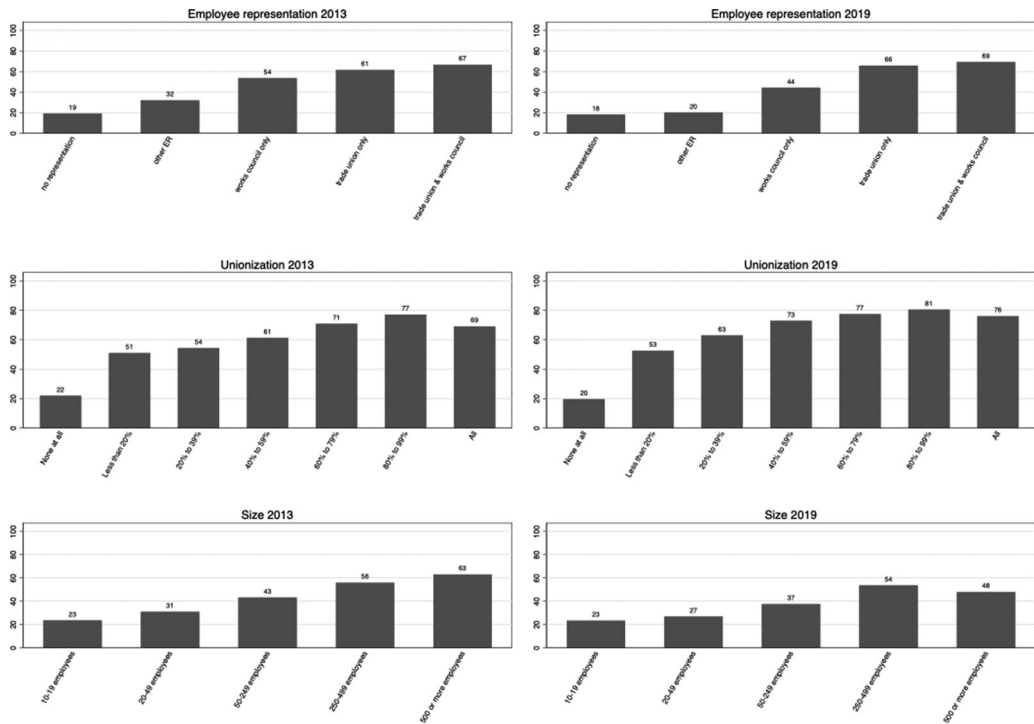 Employee representation 2013
100
80
60
40
20
0
19
32
54
61
67
no representation
other ER
works council only
trade union only
trade union & works council
Employee representation 2019
100
80
60
40
20
0
18
20
44
66
69
no representation
other ER
works council only
trade union only
trade union & works council
Unionization 2013
100
80
60
40
20
0
22
51
54
61
71
77
69
None at all
Less than 20%
20% to 39%
40% to 59%
60% to 79%
80% to 99%
All
Unionization 2019
100
80
60
40
20
0
20
53
63
73
77
81
76
None at all
Less than 20%
20% to 39%
40% to 59%
60% to 79%
80% to 99%
All
Size 2013
100
80
60
40
20
0
23
31
43
56
63
10-19 employees
20-49 employees
50-249 employees
250-499 employees
500 or more employees
Size 2019
100
80
60
40
20
0
23
27
37
54
48
10-19 employees
20-49 employees
50-249 employees
250-499 employees
500 or more employees